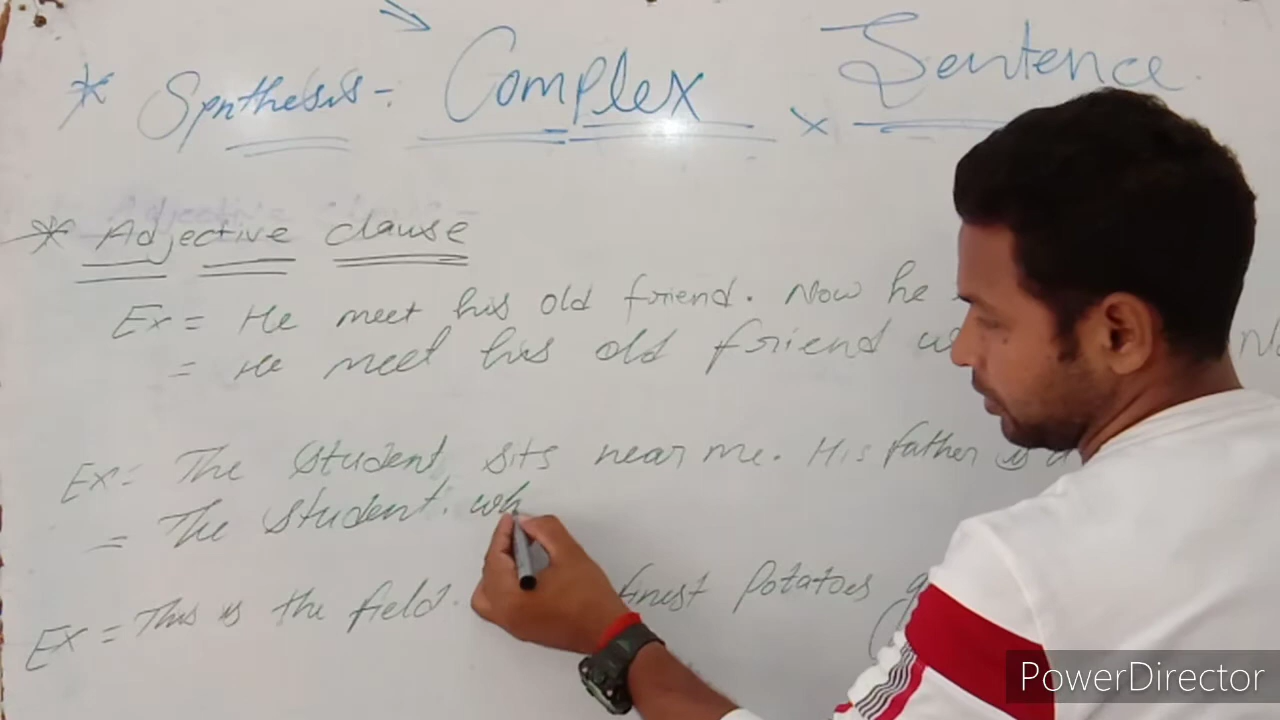 * Synthesis-: Complex x Sentence.
* Adjective clause
Ex = He meet his old friend. Now he
= He meet his old friend
Ex = The student sits near me. His father is
= The student. wh
Ex = This is the field. finest potatoes
PowerDirector